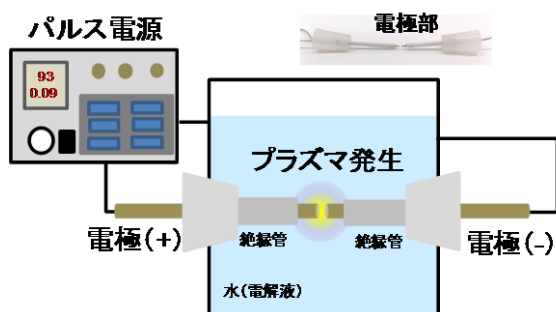 パルス電源
電極部
93
0.09
プラズマ発生
電極(+)
絶縁管
絶縁管
電極(-)
水(電解液)